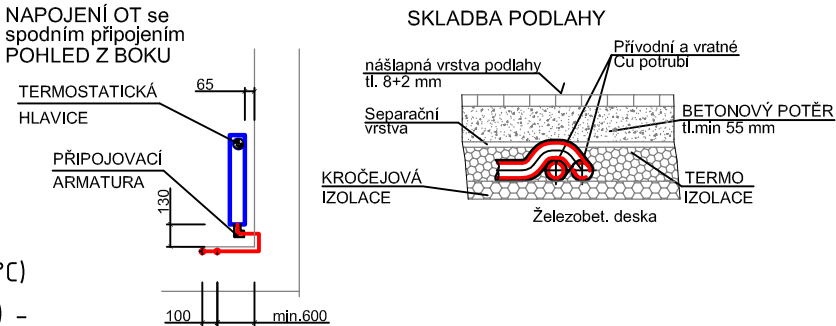 NAPOJENÍ OT se
spodním připojením
POHLED Z BOKU
65
TERMOSTATICKÁ
HLAVICE
PŘIPOJOVACÍ
ARMATURA
130
°C)
) -
100
min.600
SKLADBA PODLAHY
nášlapná vrstva podlahy
tl. 8+2 mm
Přívodní a vratné
Cu potrubí
Separační
vrstva
BETONOVÝ POTĚR
tl.min 55 mm
KROČEJOVÁ
IZOLACE
TERMO
IZOLACE
Železobet. deska